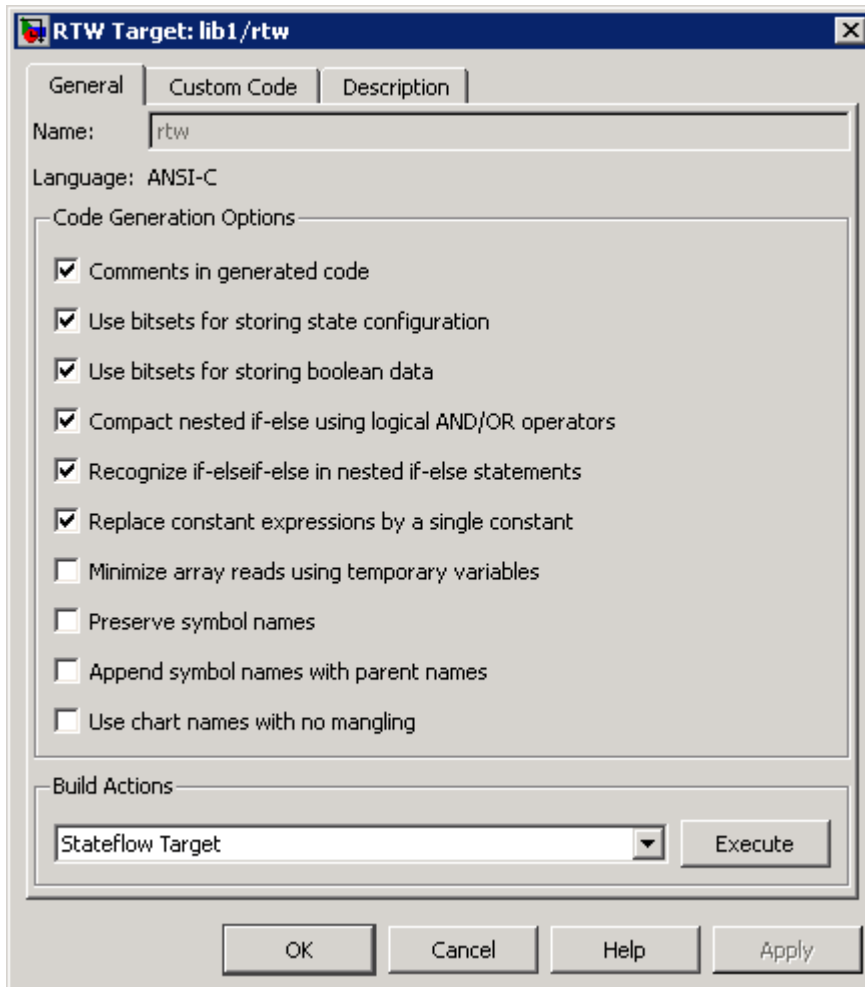 RTW Target: lib1/rtw
General Custom Code Description
Name: rtw
Language: ANSI-C
Code Generation Options
Comments in generated code
Use bitsets for storing state configuration
Use bitsets for storing boolean data
Compact nested if-else using logical AND/OR operators
Recognize if-elseif-else in nested if-else statements
Replace constant expressions by a single constant
Minimize array reads using temporary variables
Preserve symbol names
Append symbol names with parent names
Use chart names with no mangling
Build Actions
Stateflow Target Execute
OK Cancel Help Apply